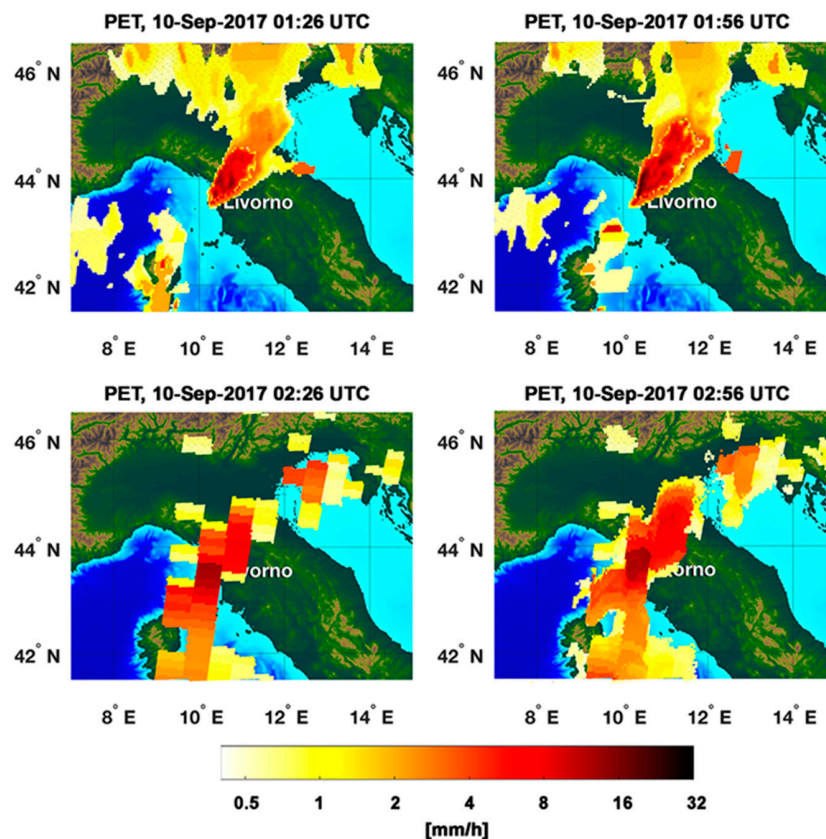 PET, 10-Sep-2017 01:26 UTC
46° N
44° N
42° N
Livorno
8° E
10° E
12° E
14° E
PET, 10-Sep-2017 01:56 UTC
46° N
44° N
42° N
Livorno
8° E
10° E
12° E
14° E
PET, 10-Sep-2017 02:26 UTC
46° N
44° N
42° N
ivorno
8° E
10° E
12° E
14° E
PET, 10-Sep-2017 02:56 UTC
46° N
44° N
42° N
orno
8° E
10° E
12° E
14° E
0.5 1 2 4 8 16 32
[mm/h]